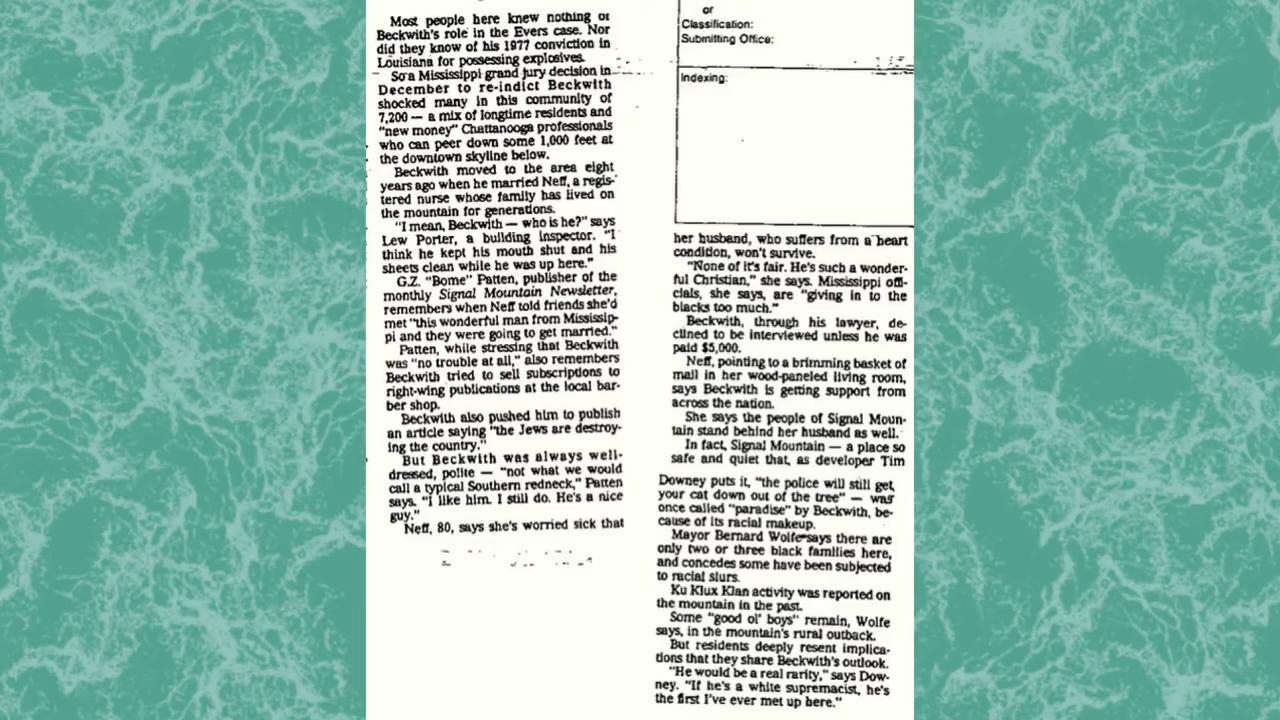 Most people here knew nothing of
Beckwith's role in the Evers case. Nor
did they know of his 1977 conviction in
Louisiana for possessing explosives.
So a Mississippi grand jury decision in
December to re-indict Beckwith
shocked many in this community of
7,200 — a mix of longtime residents and
"new money" Chattanooga professionals
who can peer down some 1,000 feet at
the downtown skyline below.
Beckwith moved to the area eight
years ago when he married Neff, a regis-
tered nurse whose family has lived on
the mountain for generations.
"I mean, Beckwith — who is he?" says
Lew Porter, a building inspector. "I
think he kept his mouth shut and his
sheets clean while he was up here."
G.Z. "Bome" Patten, publisher of the
monthly Signal Mountain Newsletter,
remembers when Neff told friends she'd
met "this wonderful man from Mississip-
pi and they were going to get married."
Patten, while stressing that Beckwith
was "no trouble at all," also remembers
Beckwith tried to sell subscriptions to
right-wing publications at the local bar-
ber shop.
Beckwith also pushed him to publish
an article saying "the Jews are destroy-
ing the country."
But Beckwith was always well-
dressed, polite — "not what we would
call a typical Southern redneck," Patten
says. "I like him. I still do. He's a nice
guy."
Neff, 80, says she's worried sick that
or
Classification:
Submitting Office:
Indexing:
her husband, who suffers from a heart
condition, won't survive.
"None of it's fair. He's such a wonder-
ful Christian," she says. Mississippi offi-
cials, she says, are "giving in to the
blacks too much."
Beckwith, through his lawyer, de-
clined to be interviewed unless he was
paid $5,000.
Neff, pointing to a brimming basket of
mail in her wood-paneled living room,
says Beckwith is getting support from
across the nation.
She says the people of Signal Moun-
tain stand behind her husband as well.
In fact, Signal Mountain — a place so
safe and quiet that, as developer Tim
Downey puts it, "the police will still get
your cat down out of the tree" — was
once called "paradise" by Beckwith, be-
cause of its racial makeup.
Mayor Bernard Wolfe says there are
only two or three black families here,
and concedes some have been subjected
to racial slurs.
Ku Klux Klan activity was reported on
the mountain in the past.
Some "good ol' boys" remain, Wolfe
says, in the mountain's rural outback.
But residents deeply resent implica-
tions that they share Beckwith's outlook.
"He would be a real rarity," says Dow-
ney. "If he's a white supremacist, he's
the first I've ever met up here."